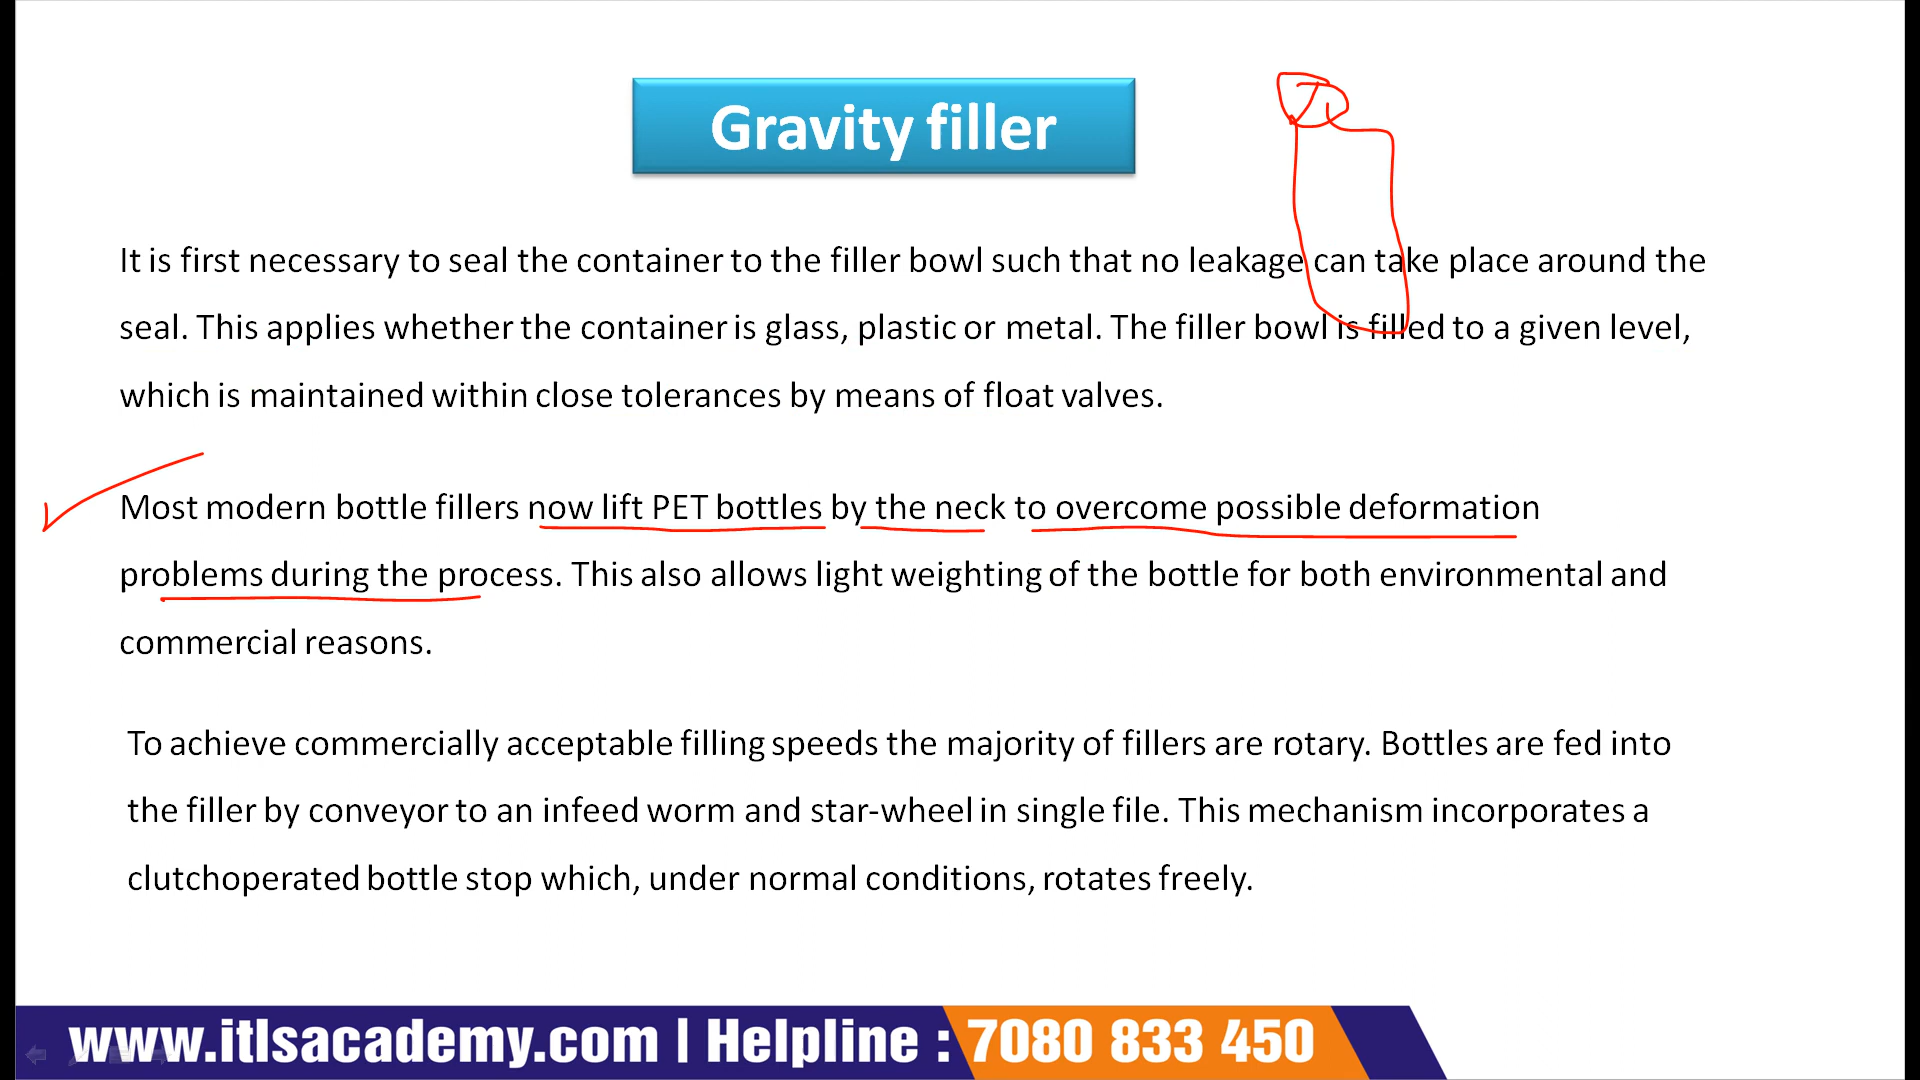 Gravity filler
It is first necessary to seal the container to the filler bowl such that no leakage can take place around the
seal. This applies whether the container is glass, plastic or metal. The filler bowl is filled to a given level,
which is maintained within close tolerances by means of float valves.
Most modern bottle fillers now lift PET bottles by the neck to overcome possible deformation
problems during the process. This also allows light weighting of the bottle for both environmental and
commercial reasons.
To achieve commercially acceptable filling speeds the majority of fillers are rotary. Bottles are fed into
the filler by conveyor to an infeed worm and star-wheel in single file. This mechanism incorporates a
clutchoperated bottle stop which, under normal conditions, rotates freely.
www.itlsacademy.com | Helpline : 7080 833 450